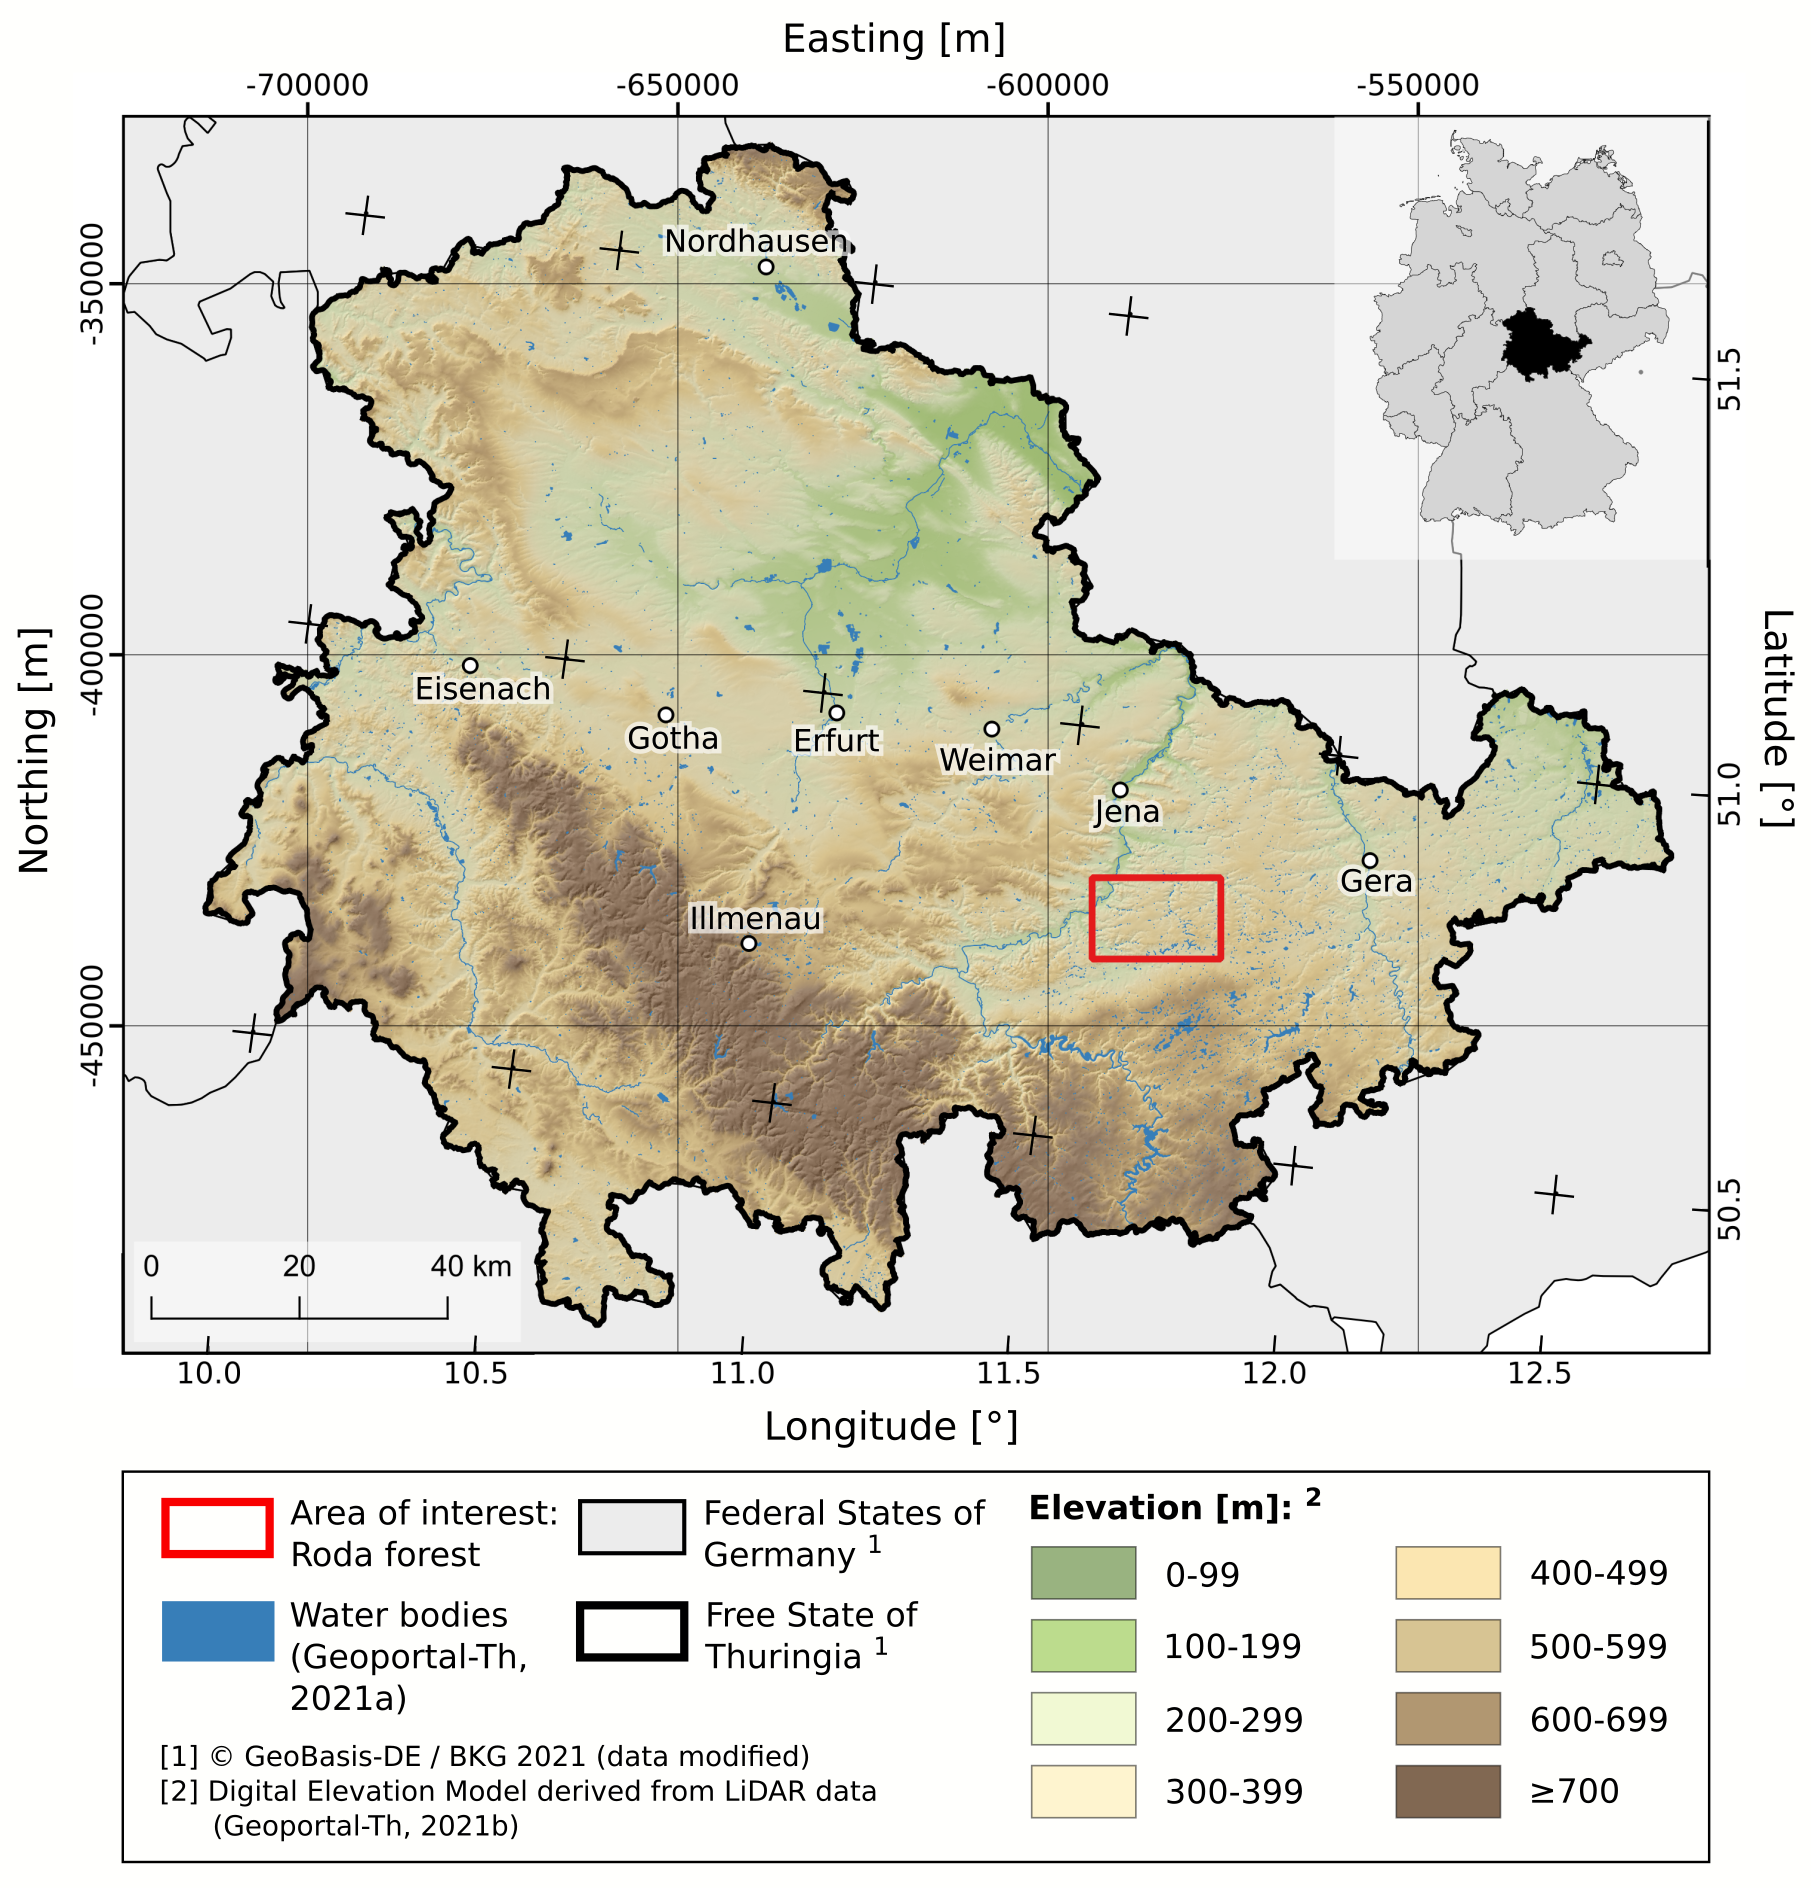 Easting [m]
-700000 -650000 -600000 -550000
Northing [m]
-350000
-400000
-450000
Latitude [°]
51.5
51.0
50.5
Nordhausen
Eisenach
Gotha
Erfurt
Weimar
Jena
Gera
Illmenau
0 20 40 km
10.0 10.5 11.0 11.5 12.0 12.5
Longitude [°]
Area of interest:
Roda forest
Water bodies
(Geoportal-Th,
2021a)
Federal States of
Germany 1
Free State of
Thuringia 1
[1] © GeoBasis-DE / BKG 2021 (data modified)
[2] Digital Elevation Model derived from LiDAR data
(Geoportal-Th, 2021b)
Elevation [m]: 2
0-99
100-199
200-299
300-399
400-499
500-599
600-699
≥700